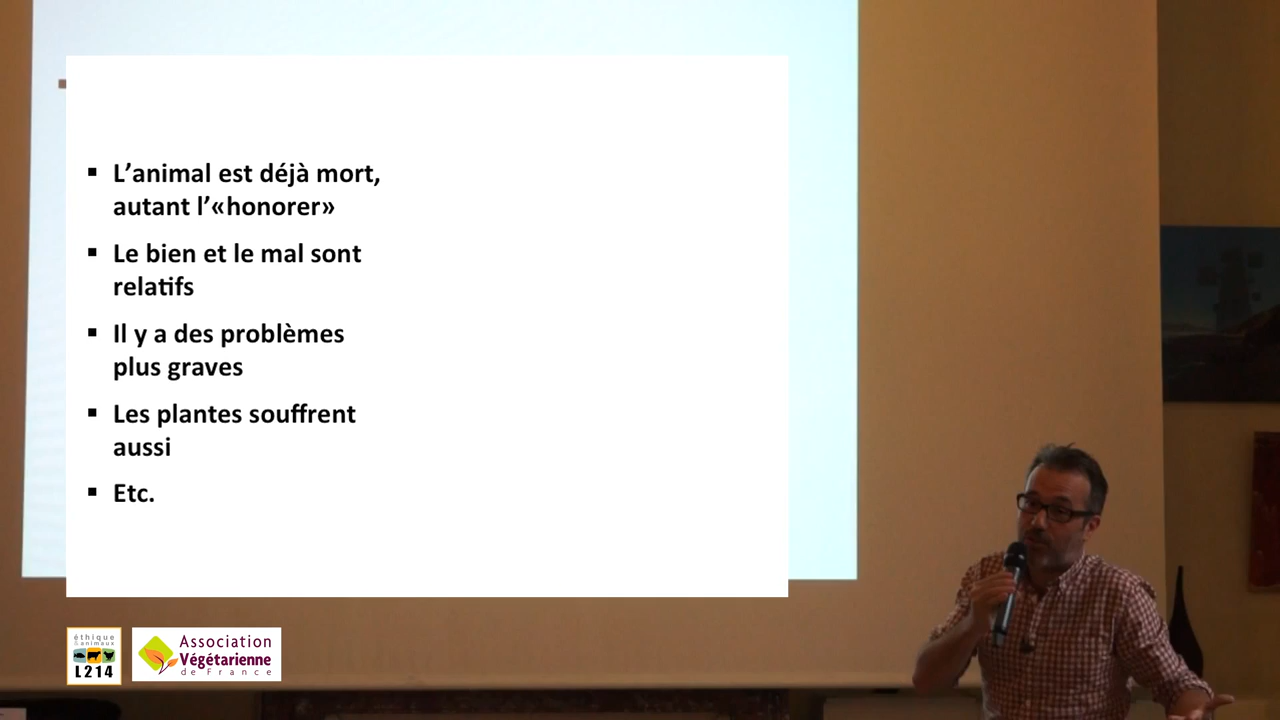 ▪ L’animal est déjà mort,
autant l’«honorer»
▪ Le bien et le mal sont
relatifs
▪ Il y a des problèmes
plus graves
▪ Les plantes souffrent
aussi
▪ Etc.
éthique
& animaux
L214
Association
Végétarienne
de France